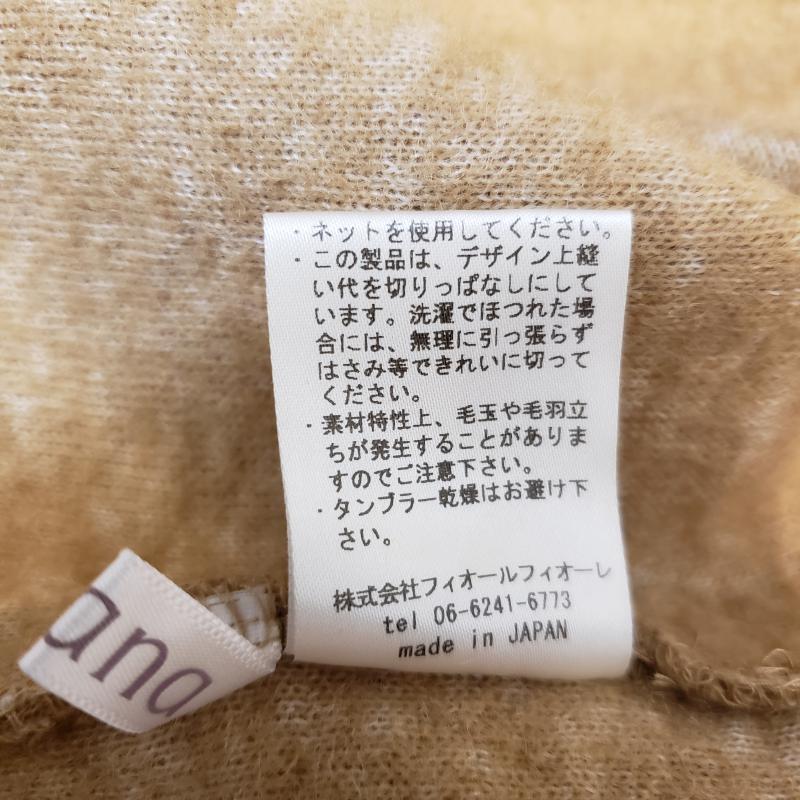 ・ネットを使用してください。
・この製品は、デザイン上縫
い代を切りっぱなしにして
います。洗濯でほつれた場
合には、無理に引っ張らず
はさみ等できれいに切って
ください。
・素材特性上、毛玉や毛羽立
ちが発生することがありま
すのでご注意下さい。
・タンブラー乾燥はお避け下
さい。
株式会社フィオールフィオーレ
tel 06-6241-6773
made in JAPAN
ana